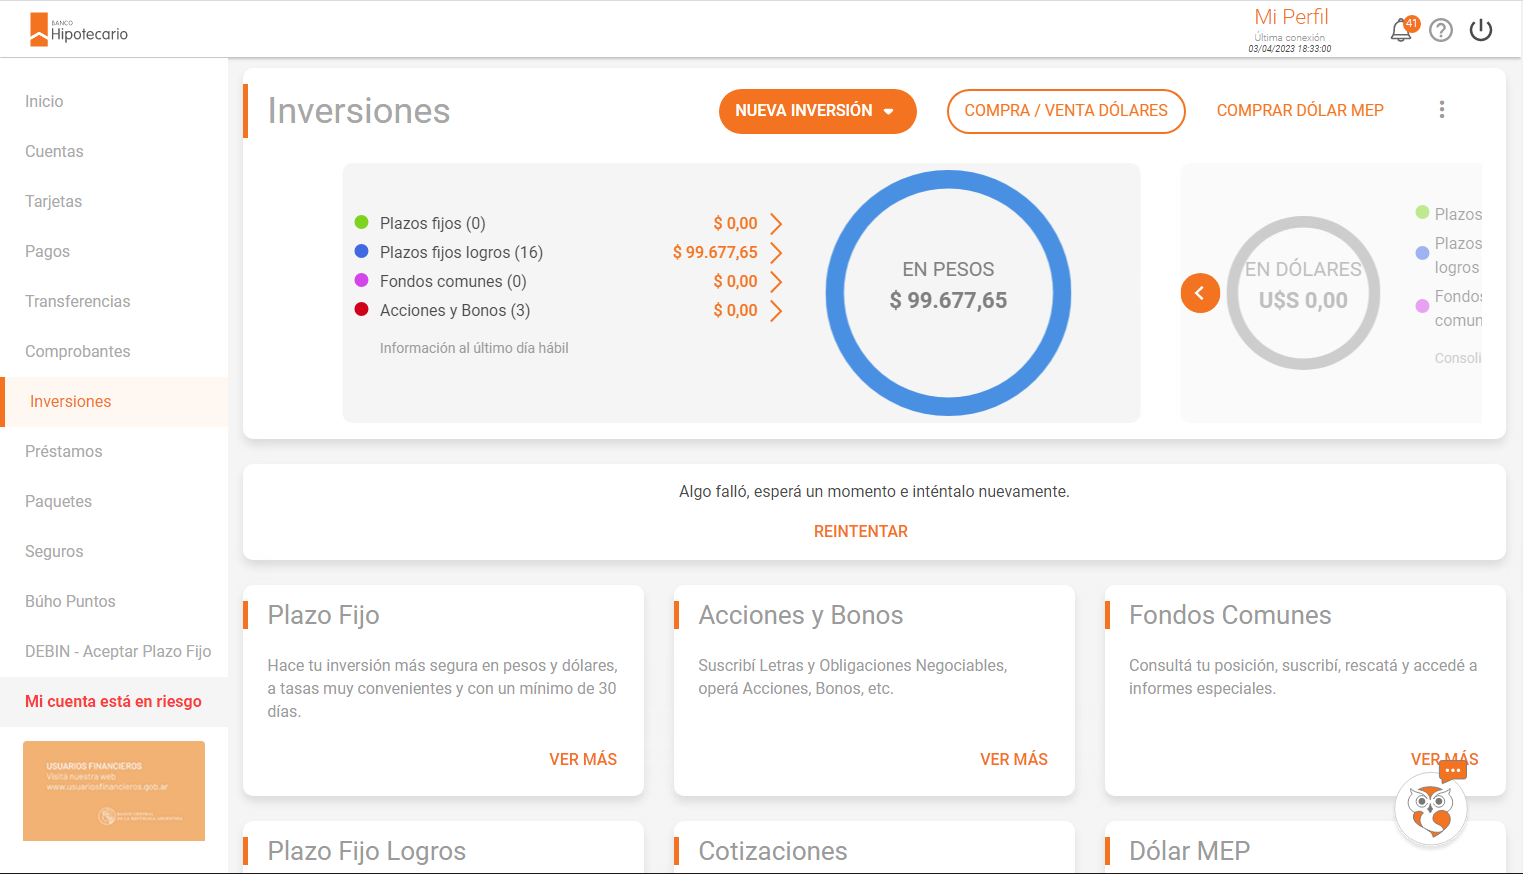 BANCO
Hipotecario
Mi Perfil
Última conexión
03/04/2023 18:33:00
41
Inicio
Cuentas
Tarjetas
Pagos
Transferencias
Comprobantes
Inversiones
Préstamos
Paquetes
Seguros
Búho Puntos
DEBIN - Aceptar Plazo Fijo
Mi cuenta está en riesgo
USUARIOS FINANCIEROS
Visitá nuestra web
www.usuariosfinancieros.gob.ar
BANCO CENTRAL
DE LA REPÚBLICA ARGENTINA
Inversiones
NUEVA INVERSIÓN
COMPRA / VENTA DÓLARES
COMPRAR DÓLAR MEP
Plazos fijos (0) $ 0,00
Plazos fijos logros (16) $ 99.677,65
Fondos comunes (0) $ 0,00
Acciones y Bonos (3) $ 0,00
Información al último día hábil
EN PESOS
$ 99.677,65
EN DÓLARES
U$S 0,00
Plazos
Plazos
logros
Fondos
comun
Consoli
Algo falló, esperá un momento e inténtalo nuevamente.
REINTENTAR
Plazo Fijo
Hace tu inversión más segura en pesos y dólares,
a tasas muy convenientes y con un mínimo de 30
días.
VER MÁS
Acciones y Bonos
Suscribí Letras y Obligaciones Negociables,
operá Acciones, Bonos, etc.
VER MÁS
Fondos Comunes
Consultá tu posición, suscribí, rescatá y accedé a
informes especiales.
VER MÁS
Plazo Fijo Logros
Cotizaciones
Dólar MEP